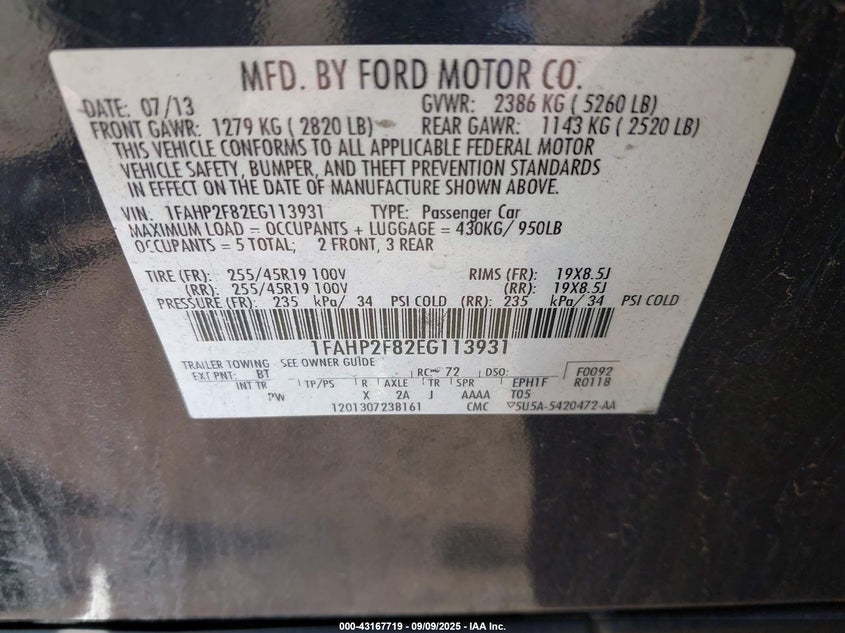 MFD. BY FORD MOTOR CO.
DATE: 07/13 GVWR: 2386 KG ( 5260 LB)
FRONT GAWR: 1279 KG ( 2820 LB) REAR GAWR: 1143 KG ( 2520 LB)
THIS VEHICLE CONFORMS TO ALL APPLICABLE FEDERAL MOTOR
VEHICLE SAFETY, BUMPER, AND THEFT PREVENTION STANDARDS
IN EFFECT ON THE DATE OF MANUFACTURE SHOWN ABOVE.
VIN: 1FAHP2F82EG113931 TYPE: Passenger Car
MAXIMUM LOAD = OCCUPANTS + LUGGAGE = 430KG/ 950LB
OCCUPANTS = 5 TOTAL; 2 FRONT, 3 REAR
TIRE (FR): 255/45R19 100V RIMS (FR): 19X8.5J
(RR): 255/45R19 100V (RR): 19X8.5J
PRESSURE (FR): 235 kPa/ 34 PSI COLD (RR): 235 kPa/ 34 PSI COLD
1FAHP2F82EG113931
TRAILER TOWING SEE OWNER GUIDE
EXT PNT: BT RC: 72 DSO: F0092
INT TR TP/PS R AXLE TR SPR EPH1F R0118
PW X 2A J AAAA T05
1201307238161 CMC ▽5U5A-5420472-AA
000-43167719 - 09/09/2025 - IAA Inc.